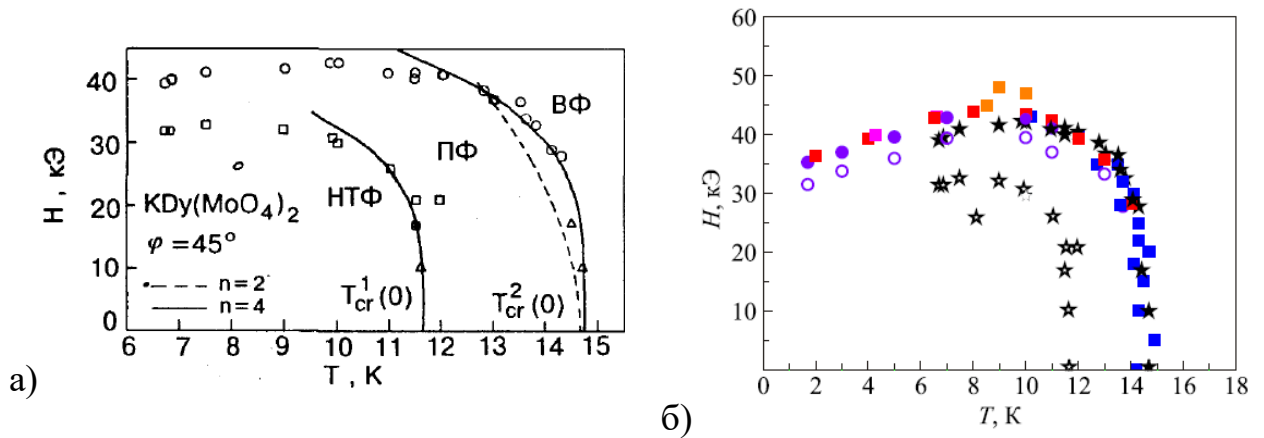 40
30
20
10
0
H, кЭ
ВФ
ПФ
НТФ
KDy(MoO₄)₂
φ = 45°
n = 2
n = 4
T¹cr(0)
T²cr(0)
6 7 8 9 10 11 12 13 14 15
T, K
а)
60
50
40
30
20
10
H, кЭ
0 2 4 6 8 10 12 14 16 18
T, К
б)